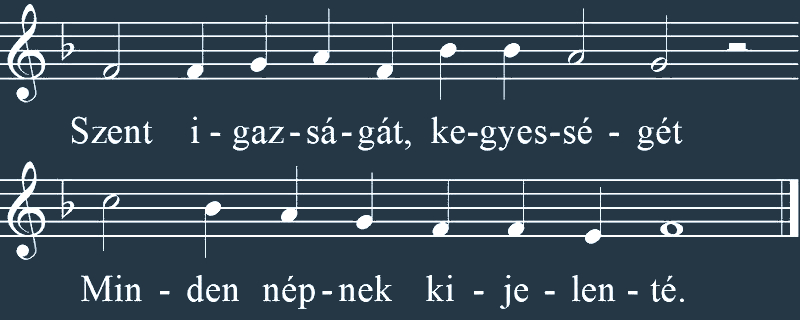 Szent i - gaz-sá-gát, ke-gyes-sé - gét
Min - den nép-nek ki - je - len - té.